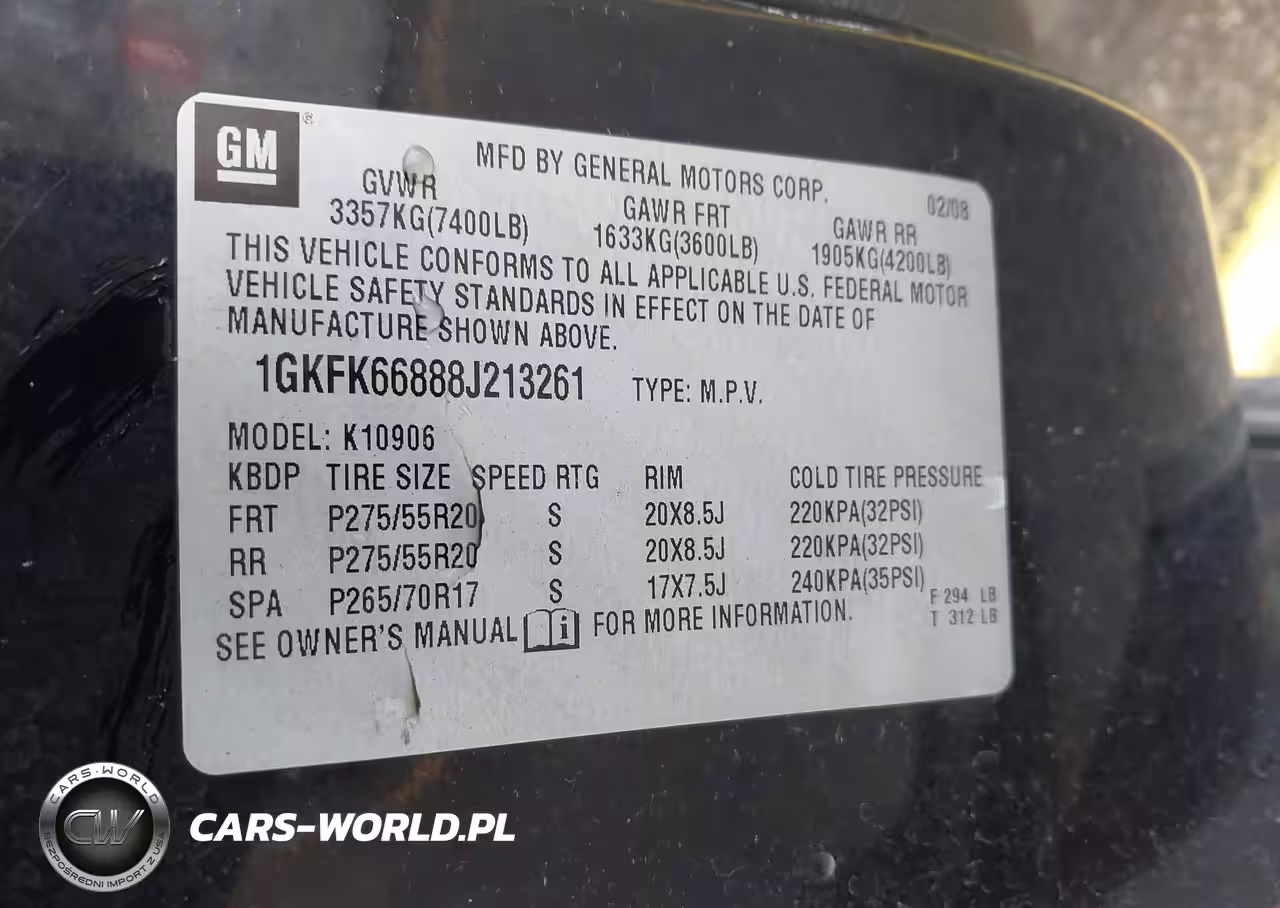 GM®
MFD BY GENERAL MOTORS CORP.
02/08
GVWR GAWR FRT GAWR RR
3357KG(7400LB) 1633KG(3600LB) 1905KG(4200LB)
THIS VEHICLE CONFORMS TO ALL APPLICABLE U.S. FEDERAL MOTOR
VEHICLE SAFETY STANDARDS IN EFFECT ON THE DATE OF
MANUFACTURE SHOWN ABOVE.
1GKFK66888J213261 TYPE: M.P.V.
MODEL: K10906
KBDP TIRE SIZE SPEED RTG RIM COLD TIRE PRESSURE
FRT P275/55R20 S 20X8.5J 220KPA(32PSI)
RR P275/55R20 S 20X8.5J 220KPA(32PSI)
SPA P265/70R17 S 17X7.5J 240KPA(35PSI)
F 294 LB
T 312 LB
SEE OWNER'S MANUAL i FOR MORE INFORMATION.
CARS-WORLD
CW
BEZPOŚREDNI IMPORT Z USA
CARS-WORLD.PL